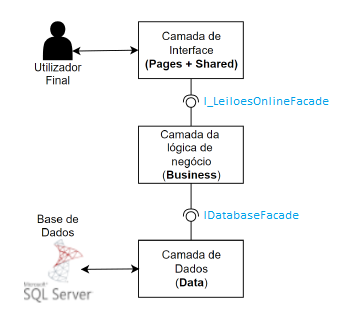 Camada de
Interface
(Pages + Shared)
Utilizador
Final
I_LeiloesOnlineFacade
Camada da
lógica de
negócio
(Business)
IDatabaseFacade
Base de
Dados
Microsoft
SQL Server
Camada de
Dados
(Data)